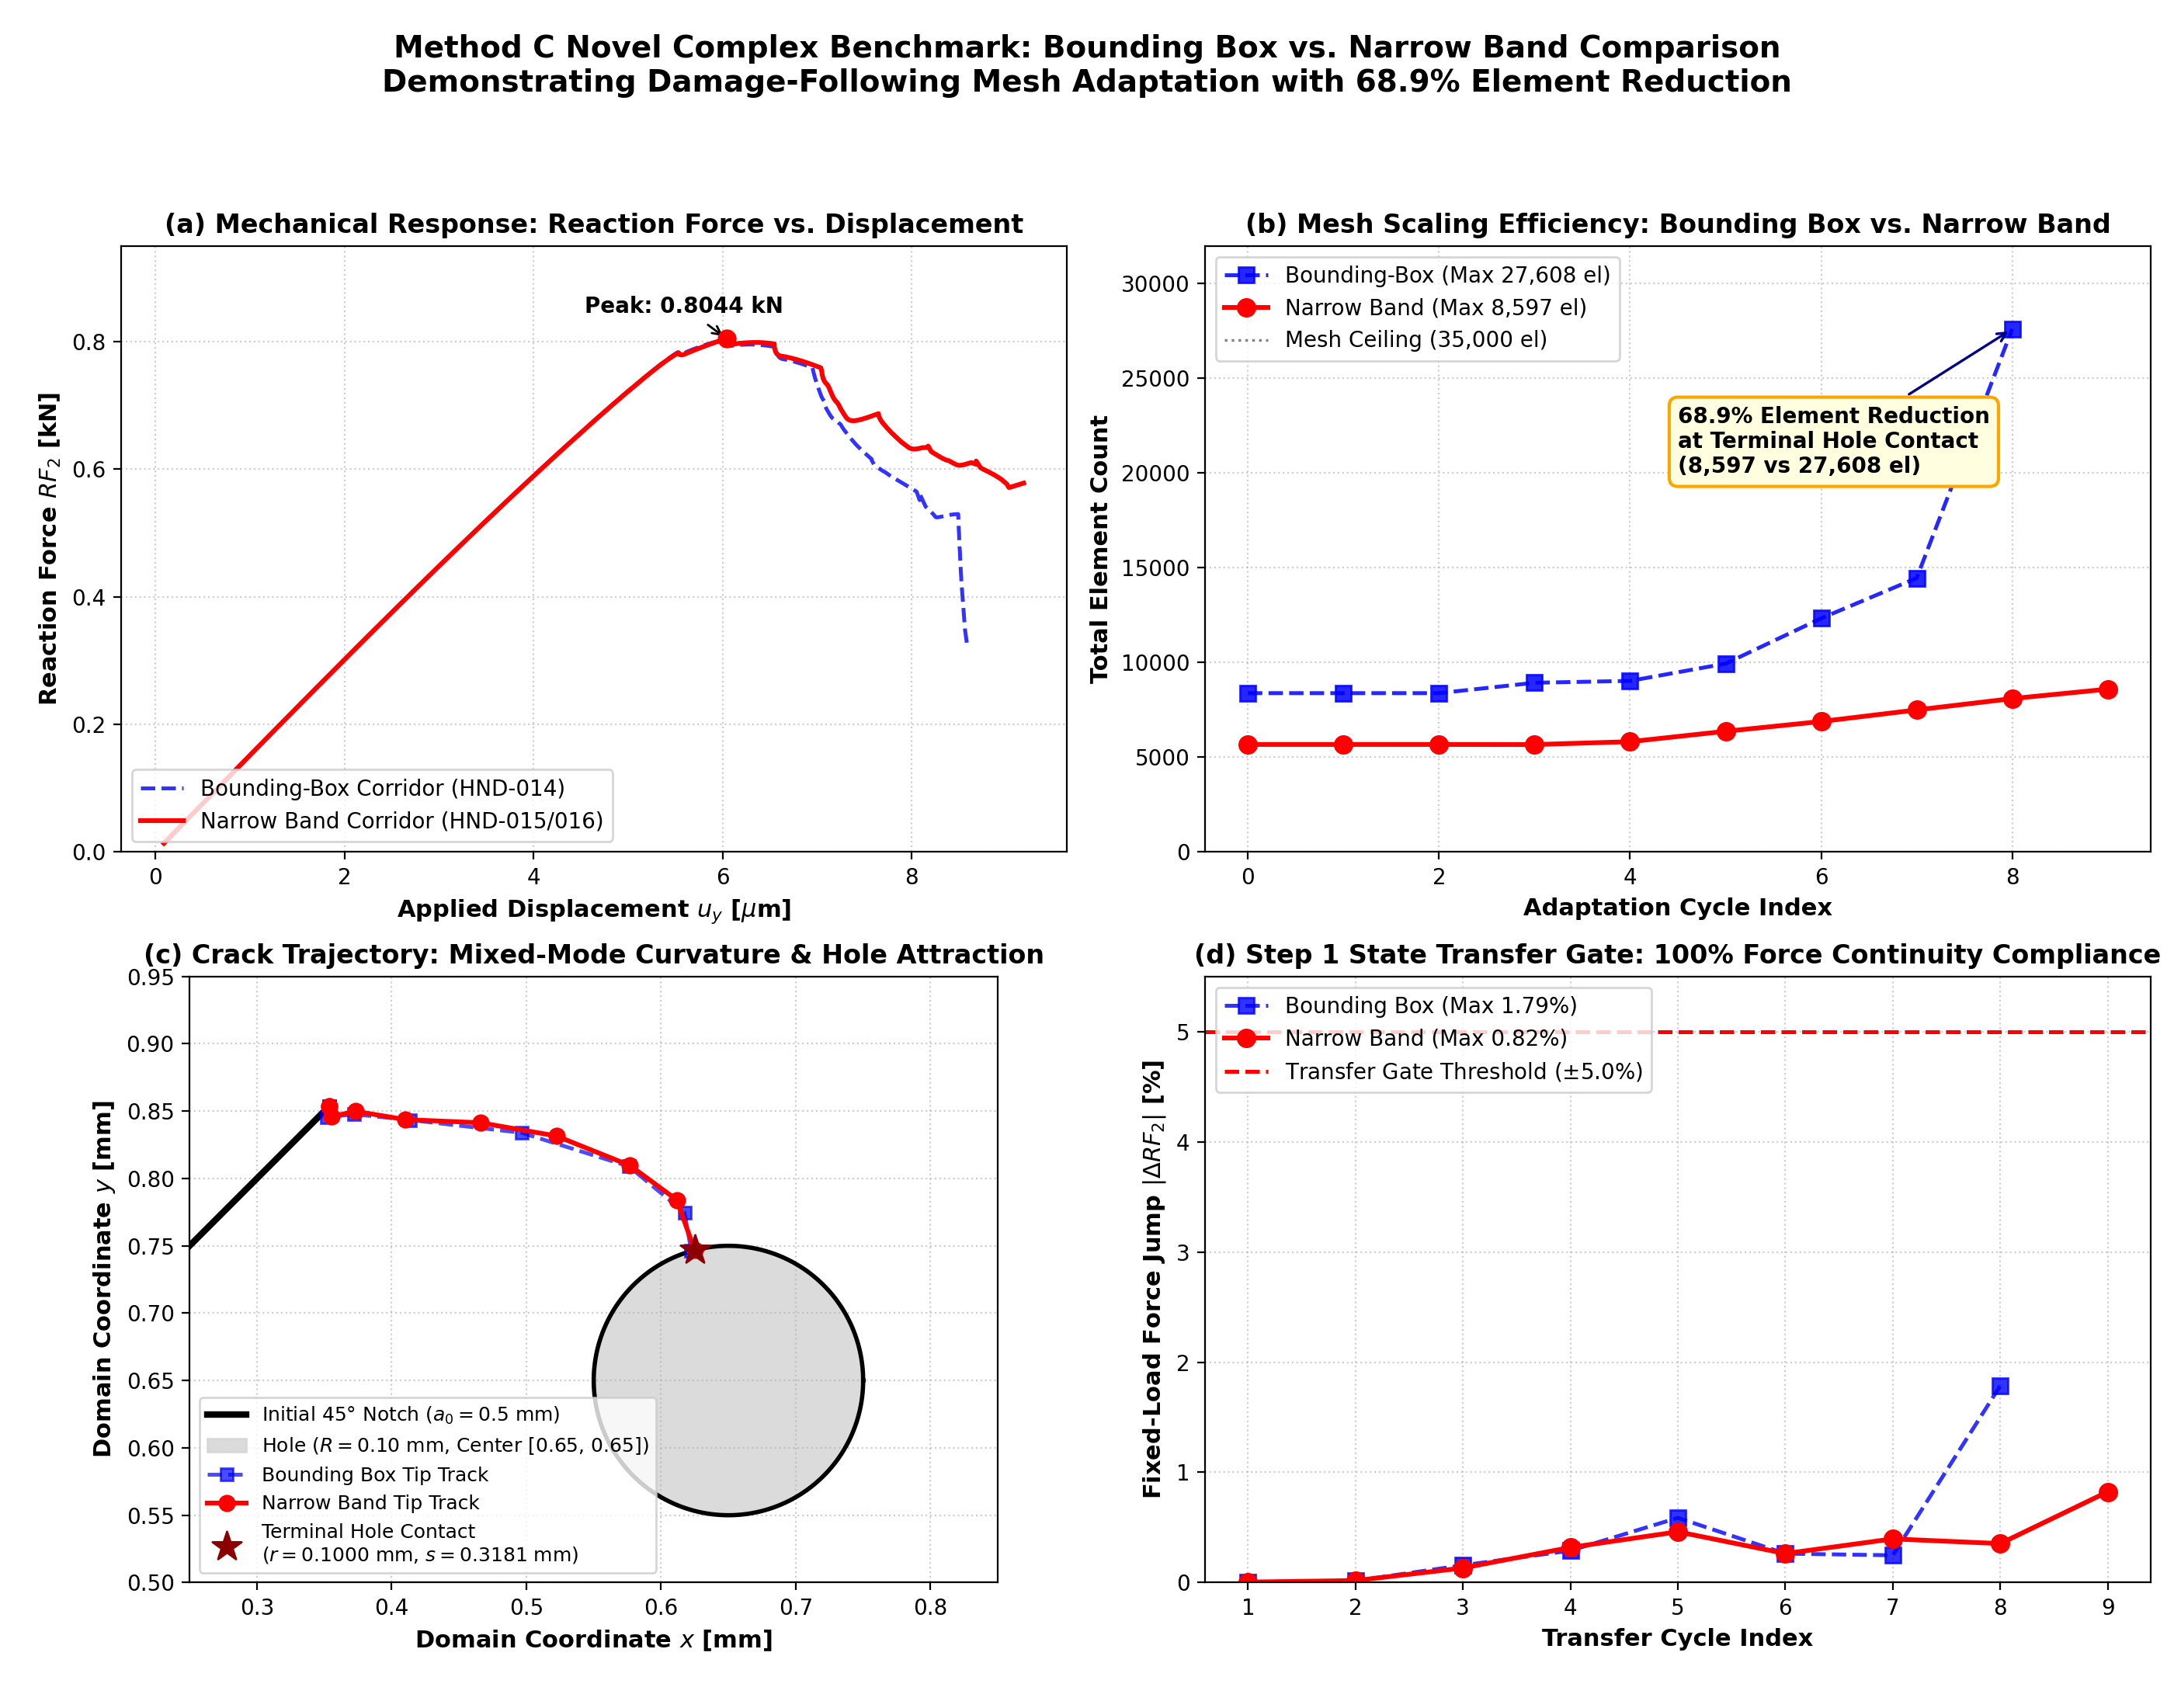 Method C Novel Complex Benchmark: Bounding Box vs. Narrow Band Comparison
Demonstrating Damage-Following Mesh Adaptation with 68.9% Element Reduction
(a) Mechanical Response: Reaction Force vs. Displacement
Reaction Force RF₂ [kN]
0.8
0.6
0.4
0.2
0.0
Peak: 0.8044 kN
Bounding-Box Corridor (HND-014)
Narrow Band Corridor (HND-015/016)
0 2 4 6 8
Applied Displacement u_y [μm]
(b) Mesh Scaling Efficiency: Bounding Box vs. Narrow Band
Total Element Count
30000
25000
20000
15000
10000
5000
0
Bounding-Box (Max 27,608 el)
Narrow Band (Max 8,597 el)
Mesh Ceiling (35,000 el)
68.9% Element Reduction
at Terminal Hole Contact
(8,597 vs 27,608 el)
0 2 4 6 8
Adaptation Cycle Index
(c) Crack Trajectory: Mixed-Mode Curvature & Hole Attraction
Domain Coordinate y [mm]
0.95
0.90
0.85
0.80
0.75
0.70
0.65
0.60
0.55
0.50
Initial 45° Notch (a₀ = 0.5 mm)
Hole (R = 0.10 mm, Center [0.65, 0.65])
Bounding Box Tip Track
Narrow Band Tip Track
Terminal Hole Contact
(r = 0.1000 mm, s = 0.3181 mm)
0.3 0.4 0.5 0.6 0.7 0.8
Domain Coordinate x [mm]
(d) Step 1 State Transfer Gate: 100% Force Continuity Compliance
Fixed-Load Force Jump |ΔRF₂| [%]
5
4
3
2
1
0
Bounding Box (Max 1.79%)
Narrow Band (Max 0.82%)
Transfer Gate Threshold (±5.0%)
1 2 3 4 5 6 7 8 9
Transfer Cycle Index